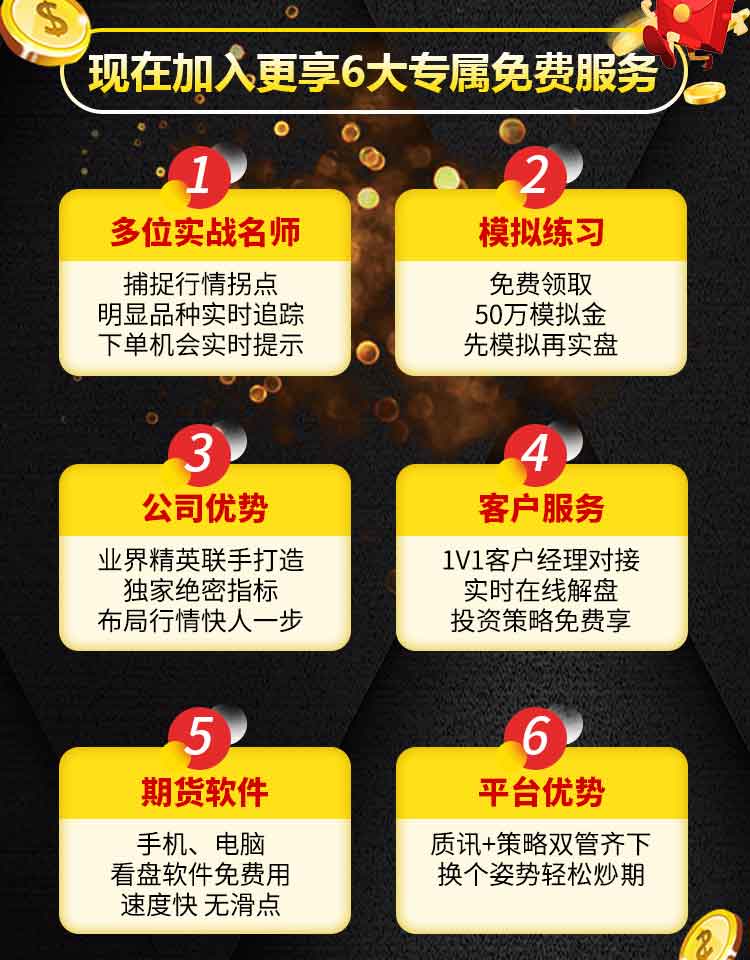 现在加入更享6大专属免费服务
1
多位实战名师
捕捉行情拐点
明显品种实时追踪
下单机会实时提示
2
模拟练习
免费领取
50万模拟金
先模拟再实盘
3
公司优势
业界精英联手打造
独家绝密指标
布局行情快人一步
4
客户服务
1V1客户经理对接
实时在线解盘
投资策略免费享
5
期货软件
手机、电脑
看盘软件免费用
速度快 无滑点
6
平台优势
质讯+策略双管齐下
换个姿势轻松炒期